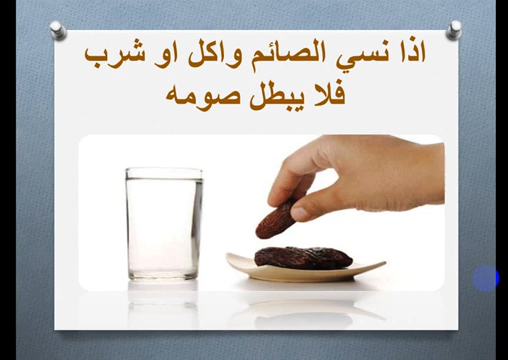 اذا نسي الصائم واكل او شرب
فلا يبطل صومه